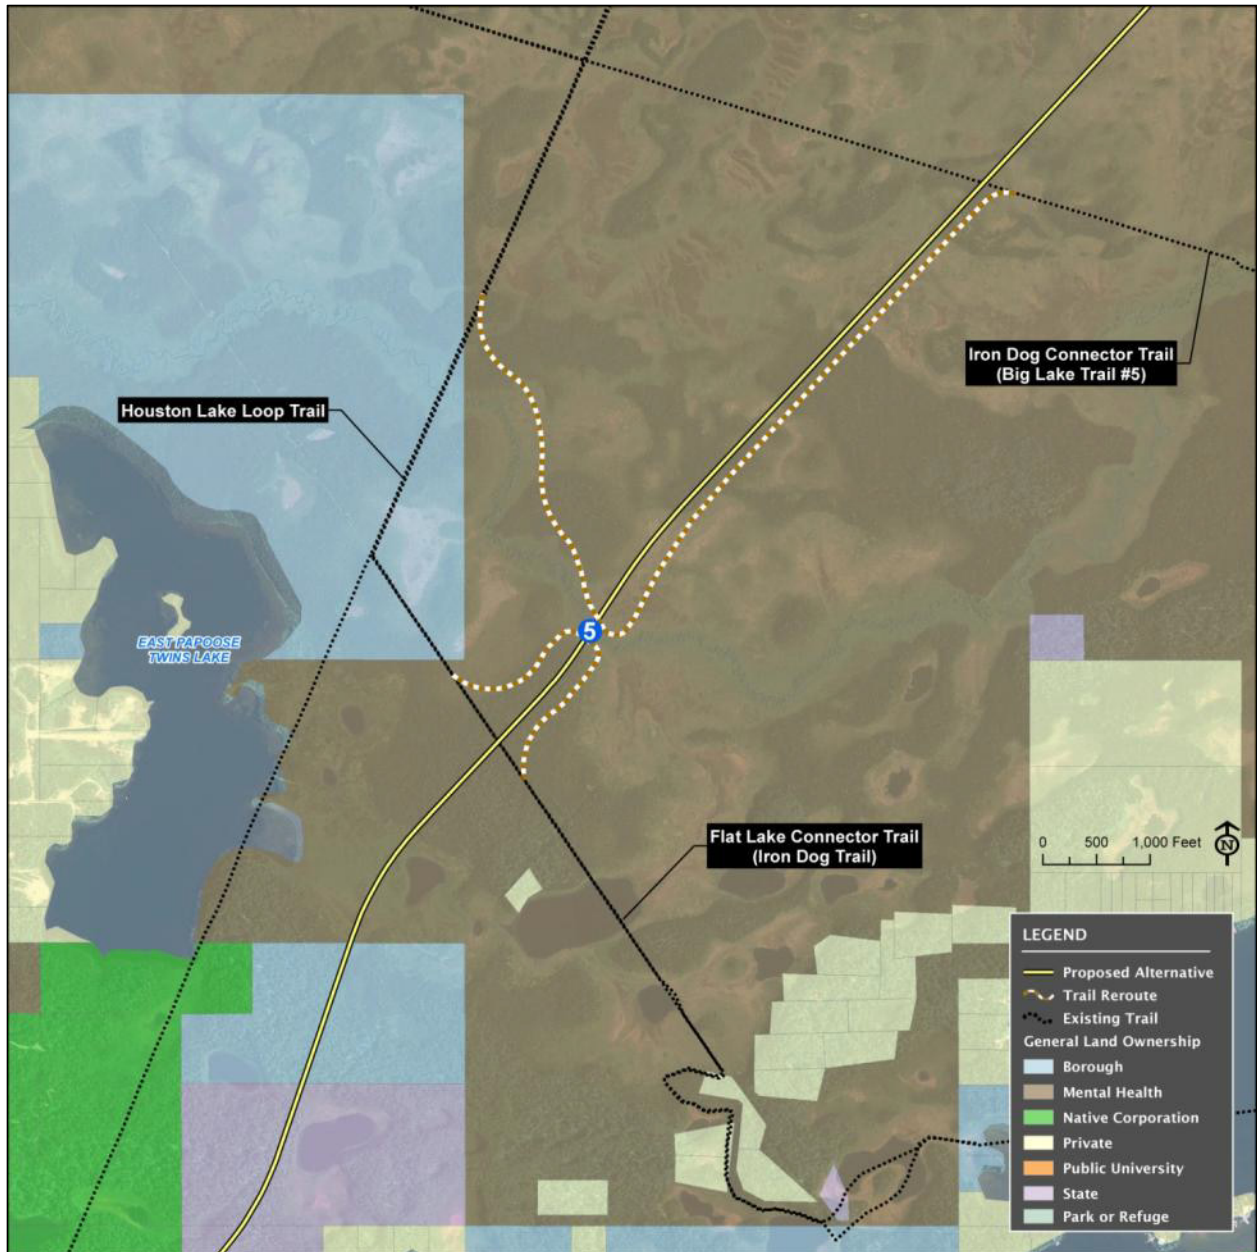 Iron Dog Connector Trail
(Big Lake Trail #5)
Houston Lake Loop Trail
5
EAST PAPOOSE
TWINS LAKE
Flat Lake Connector Trail
(Iron Dog Trail)
0 500 1,000 Feet
N
LEGEND
Proposed Alternative
Trail Reroute
Existing Trail
General Land Ownership
Borough
Mental Health
Native Corporation
Private
Public University
State
Park or Refuge